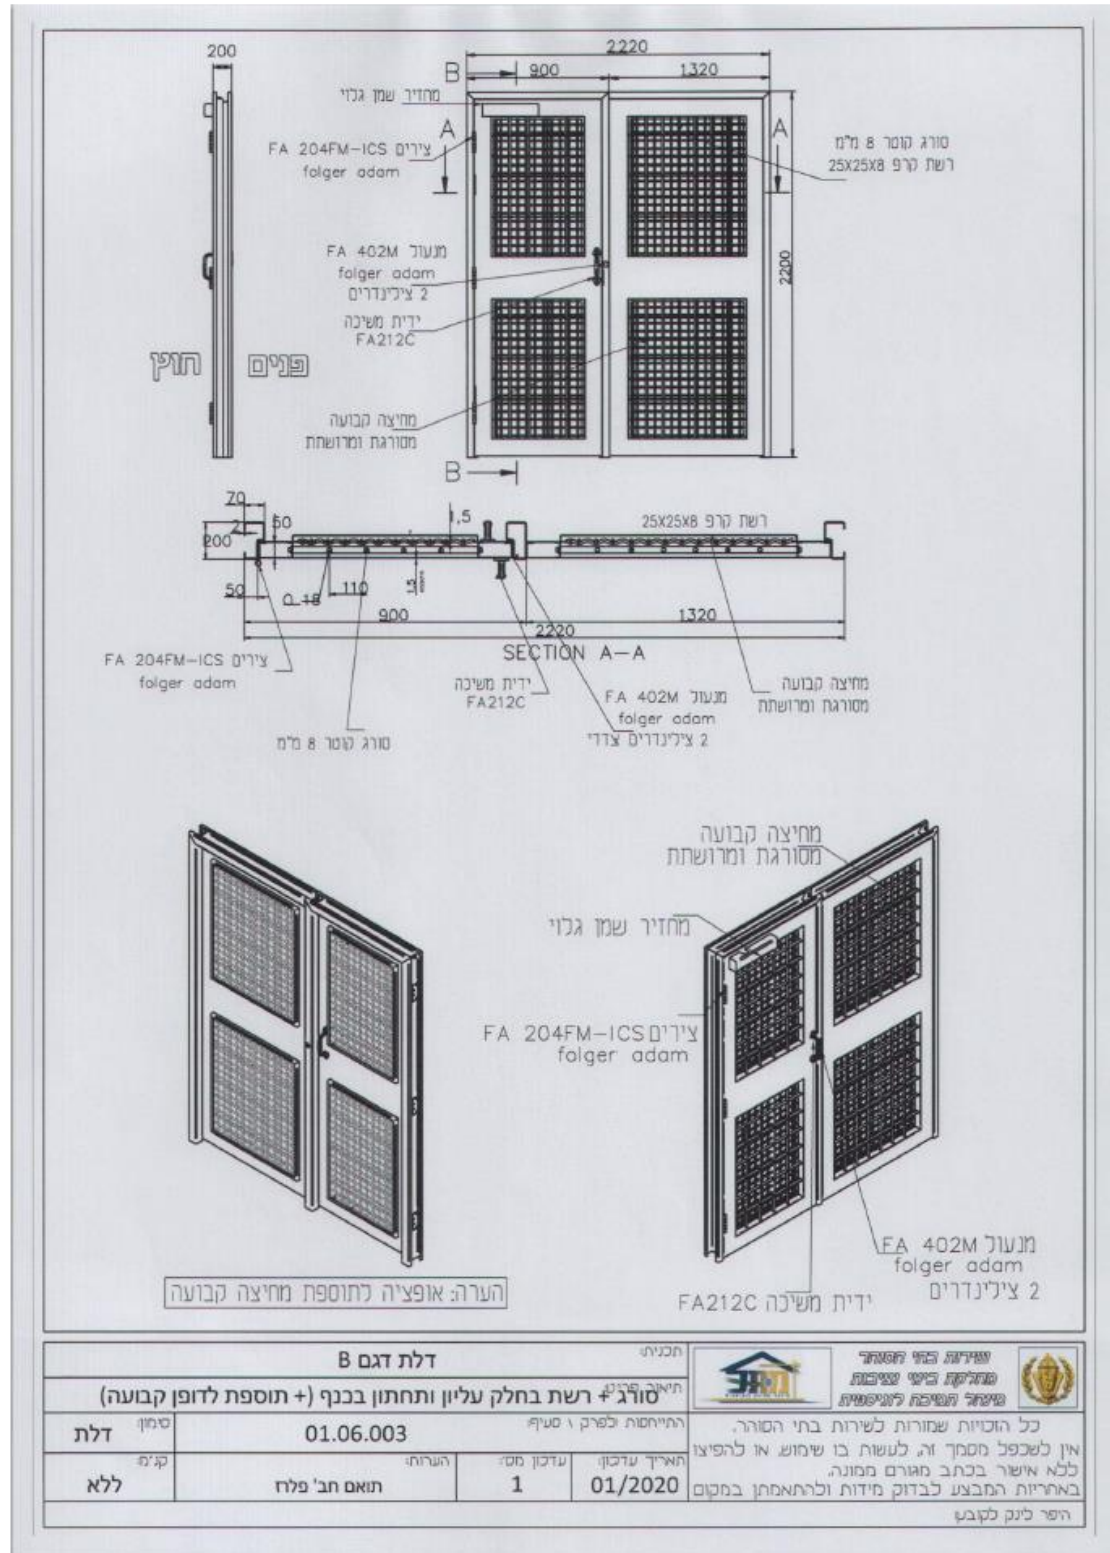 200
2220
B
900
1320
מחזיר שמן גלוי
A
A
צירים FA 204FM-ICS
folger adam
סורג קוטר 8 מ"מ
רשת קרפ 25X25X8
מנעול FA 402M
folger adam
2 צילינדרים
2200
ידית משיכה
FA212C
חוץ
פנים
מחיצה קבועה
מסורגת ומרושתת
B
70
2
50
1,5
רשת קרפ 25X25X8
200
50
18
110
900
1320
2220
SECTION A-A
צירים FA 204FM-ICS
folger adam
ידית משיכה
FA212C
מנעול FA 402M
folger adam
2 צילינדרים צדדי
מחיצה קבועה
מסורגת ומרושתת
סורג קוטר 8 מ"מ
מחיצה קבועה
מסורגת ומרושתת
מחזיר שמן גלוי
צירים FA 204FM-ICS
folger adam
מנעול FA 402M
folger adam
2 צילינדרים
ידית משיכה FA212C
הערה: אופציה לתוספת מחיצה קבועה
שירות בתי הסוהר
מחלקת בינוי
תכנית:
דלת דגם B
תיאור פריט:
סורג + רשת בחלק עליון ותחתון בכנף (+ תוספת לדופן קבועה)
התייחסות לפרק \ סעיף:
01.06.003
סימון:
דלת
תאריך עדכון:
01/2020
עדכון מס':
1
הערות:
תואם חב' פלרז
קנ"מ:
ללא
כל הזכויות שמורות לשירות בתי הסוהר.
אין לשכפל מסמך זה, לעשות בו שימוש, או להפיצו
ללא אישור בכתב מגורם ממונה.
באחריות המבצע לבדוק מידות ולהתאמתן במקום
היפר לינק לקובץ: